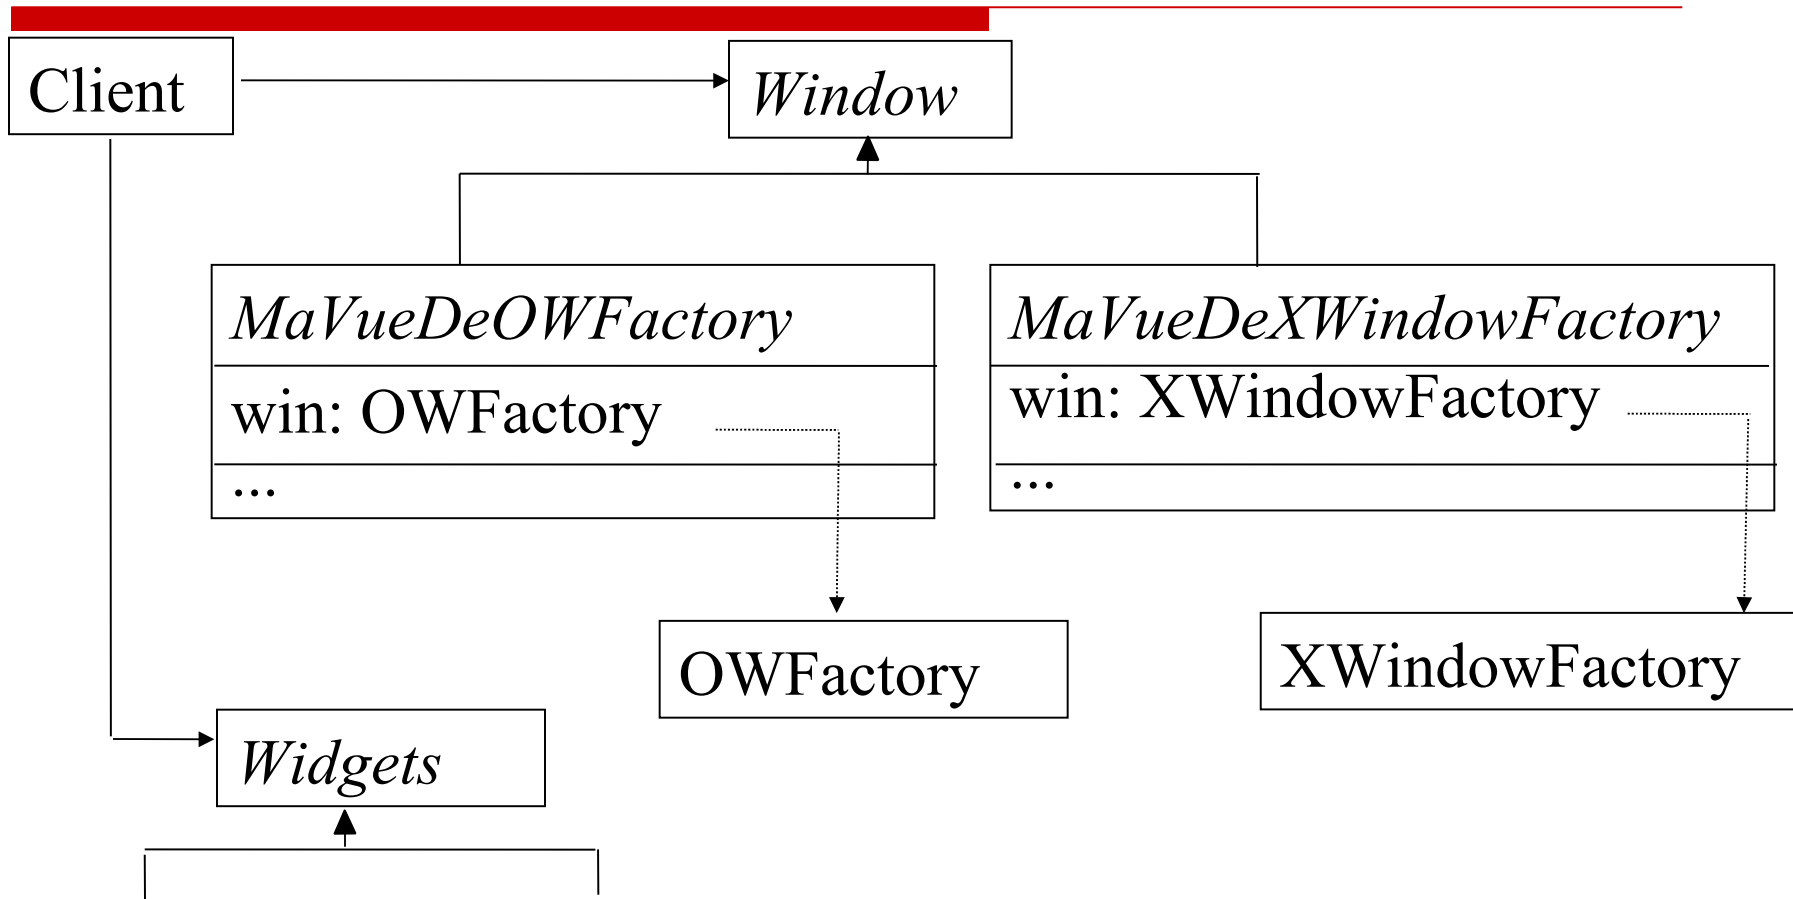 Client
Window
MaVueDeOWFactory
win: OWFactory
...
MaVueDeXWindowFactory
win: XWindowFactory
...
OWFactory
XWindowFactory
Widgets